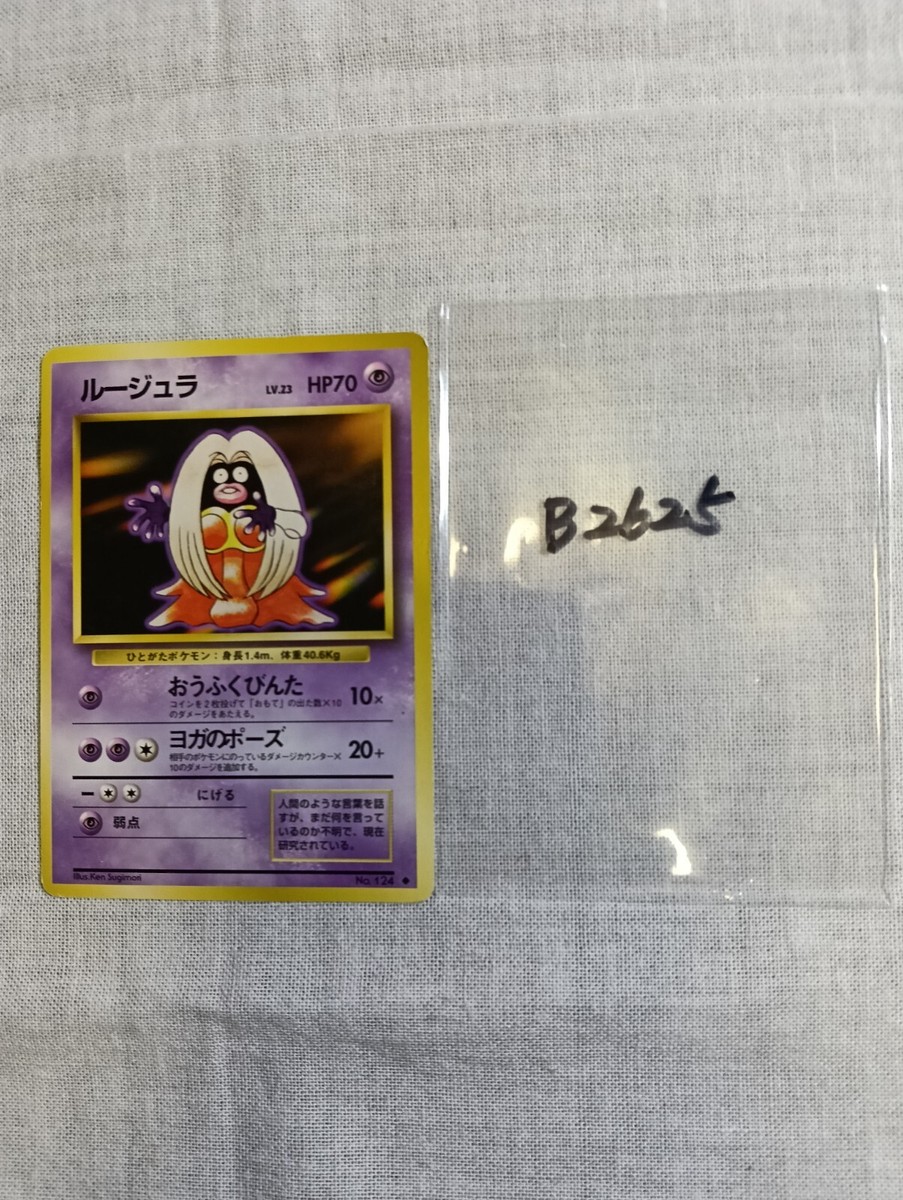 ルージュラ LV.23 HP70
ひとがたポケモン：身長1.4m、体重40.6Kg
おうふくびんた 10×
コインを2枚投げて「おもて」の出た数×10
のダメージをあたえる。
ヨガのポーズ 20+
相手のポケモンにのっているダメージカウンター×
10のダメージを追加する。
ー にげる
弱点
人間のような言葉を話
すが、まだ何を言って
いるのか不明で、現在
研究されている。
Illus.Ken Sugimori No.124
B2625